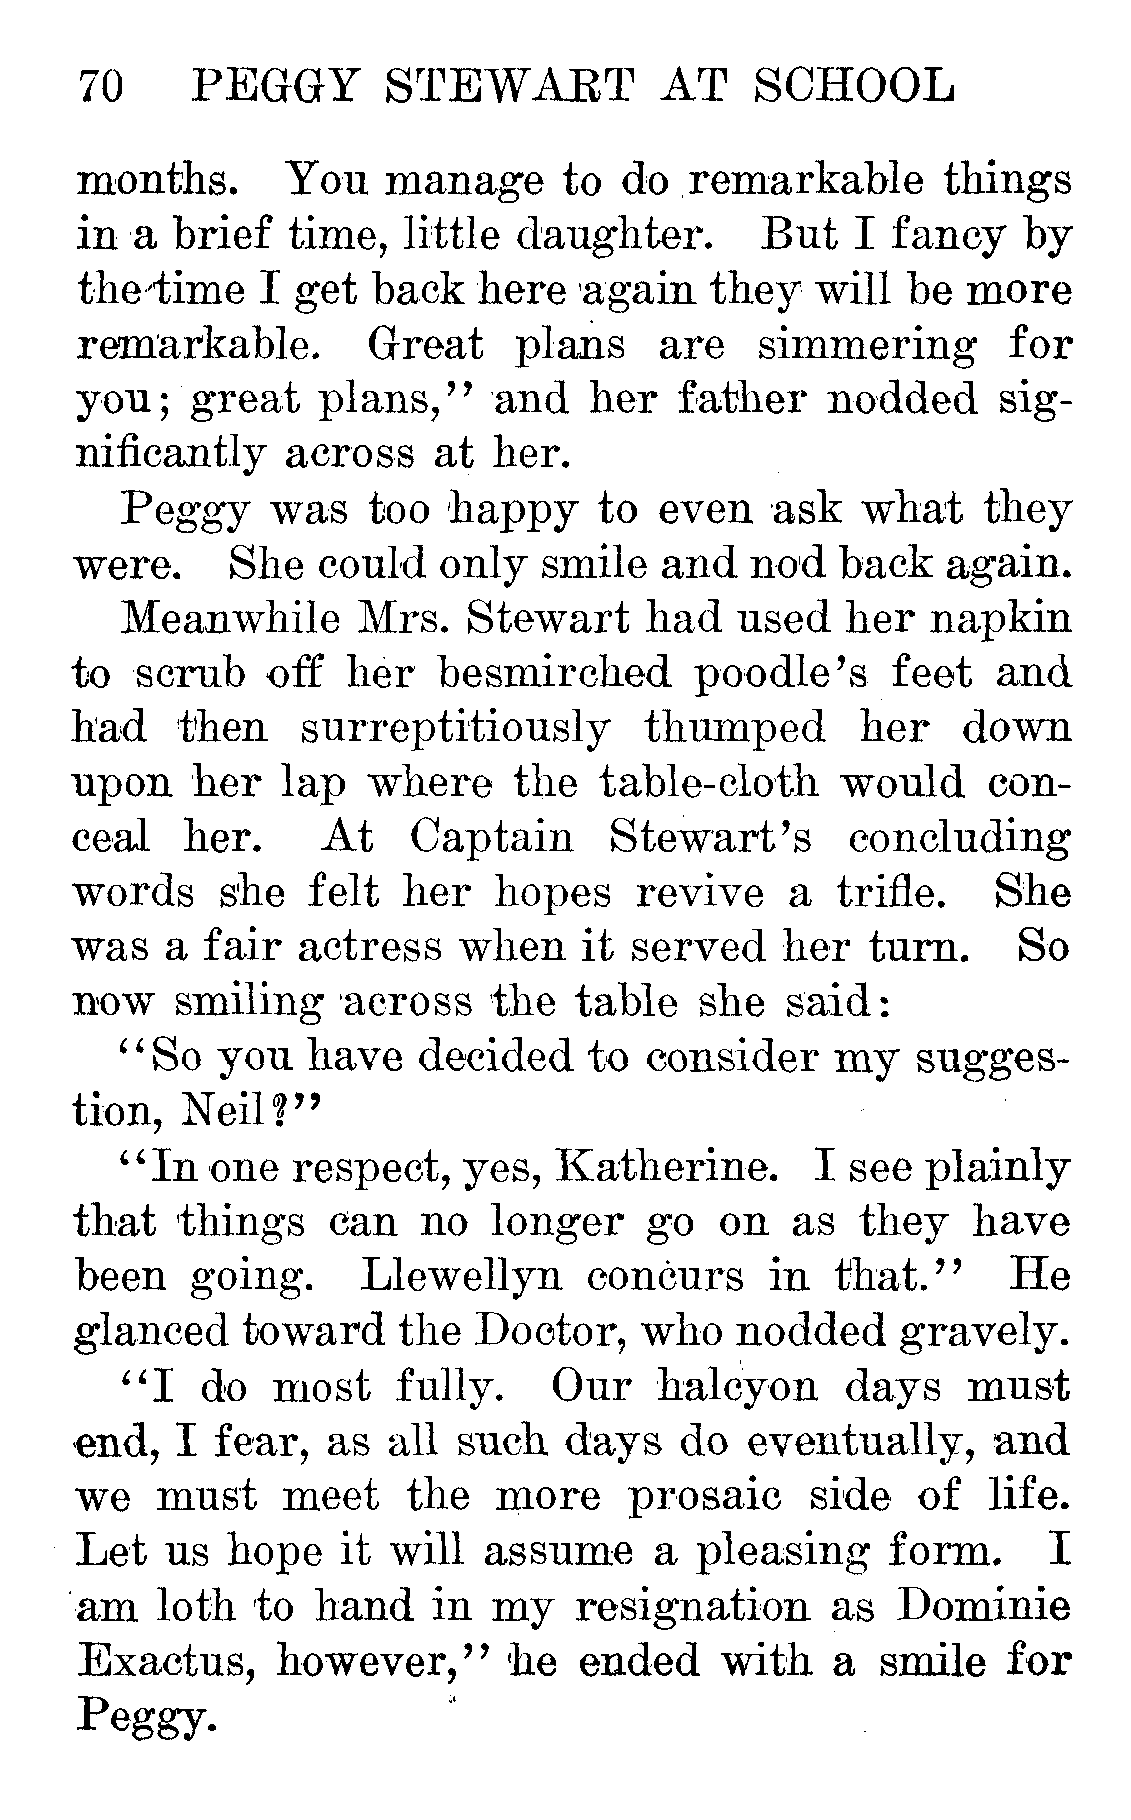 70 PEGGY STEWART AT SCHOOL
months. You manage to do remarkable things
in a brief time, little daughter. But I fancy by
the time I get back here again they will be more
remarkable. Great plans are simmering for
you; great plans,'' and her father nodded sig-
nificantly across at her.
Peggy was too happy to even ask what they
were. She could only smile and nod back again.
Meanwhile Mrs. Stewart had used her napkin
to scrub off her besmirched poodle's feet and
had then surreptitiously thumped her down
upon her lap where the table-cloth would con-
ceal her. At Captain Stewart's concluding
words she felt her hopes revive a trifle. She
was a fair actress when it served her turn. So
now smiling across the table she said:
"So you have decided to consider my sugges-
tion, Neil?"
"In one respect, yes, Katherine. I see plainly
that things can no longer go on as they have
been going. Llewellyn concurs in that." He
glanced toward the Doctor, who nodded gravely.
"I do most fully. Our halcyon days must
end, I fear, as all such days do eventually, and
we must meet the more prosaic side of life.
Let us hope it will assume a pleasing form. I
am loth to hand in my resignation as Dominie
Exactus, however," he ended with a smile for
Peggy.